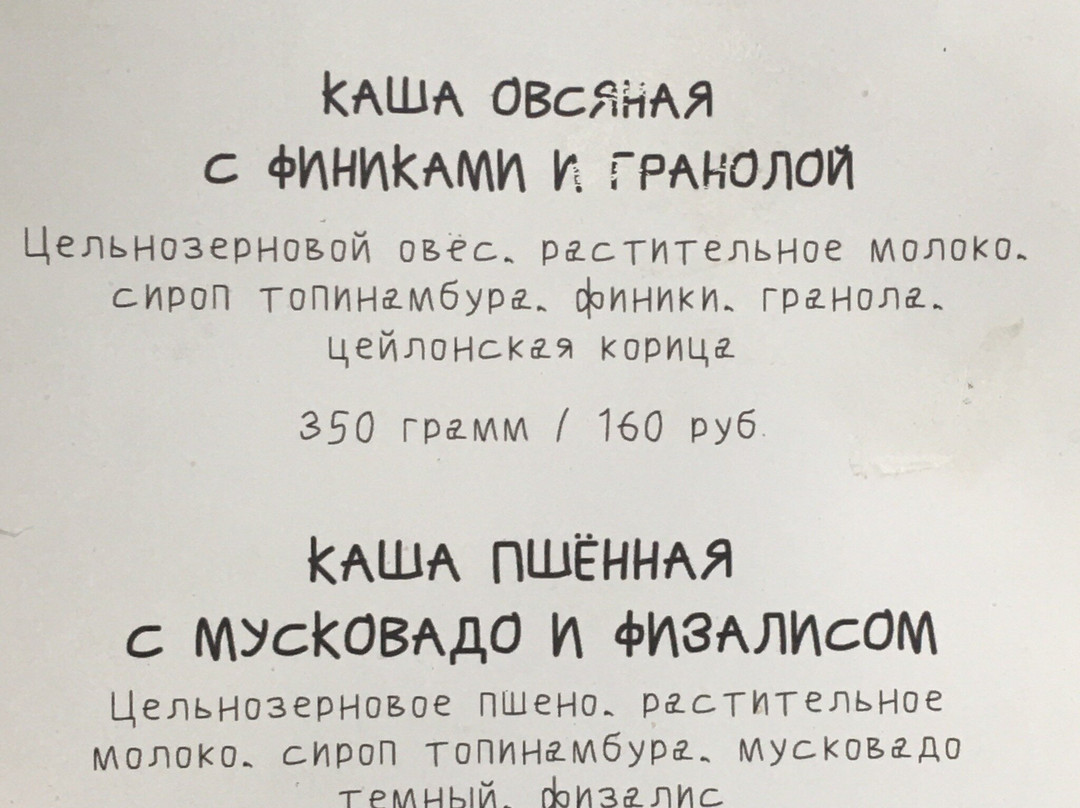 КАША ОВСЯНАЯ
С ФИНИКАМИ И ГРАНОЛОЙ
Цельнозерновой овёс, растительное молоко,
сироп топинамбура, финики, гранола,
цейлонская корица
350 грамм / 160 руб.
КАША ПШЁННАЯ
С МУСКОВАДО И ФИЗАЛИСОМ
Цельнозерновое пшено, растительное
молоко, сироп топинамбура, мусковадо
темный, физалис